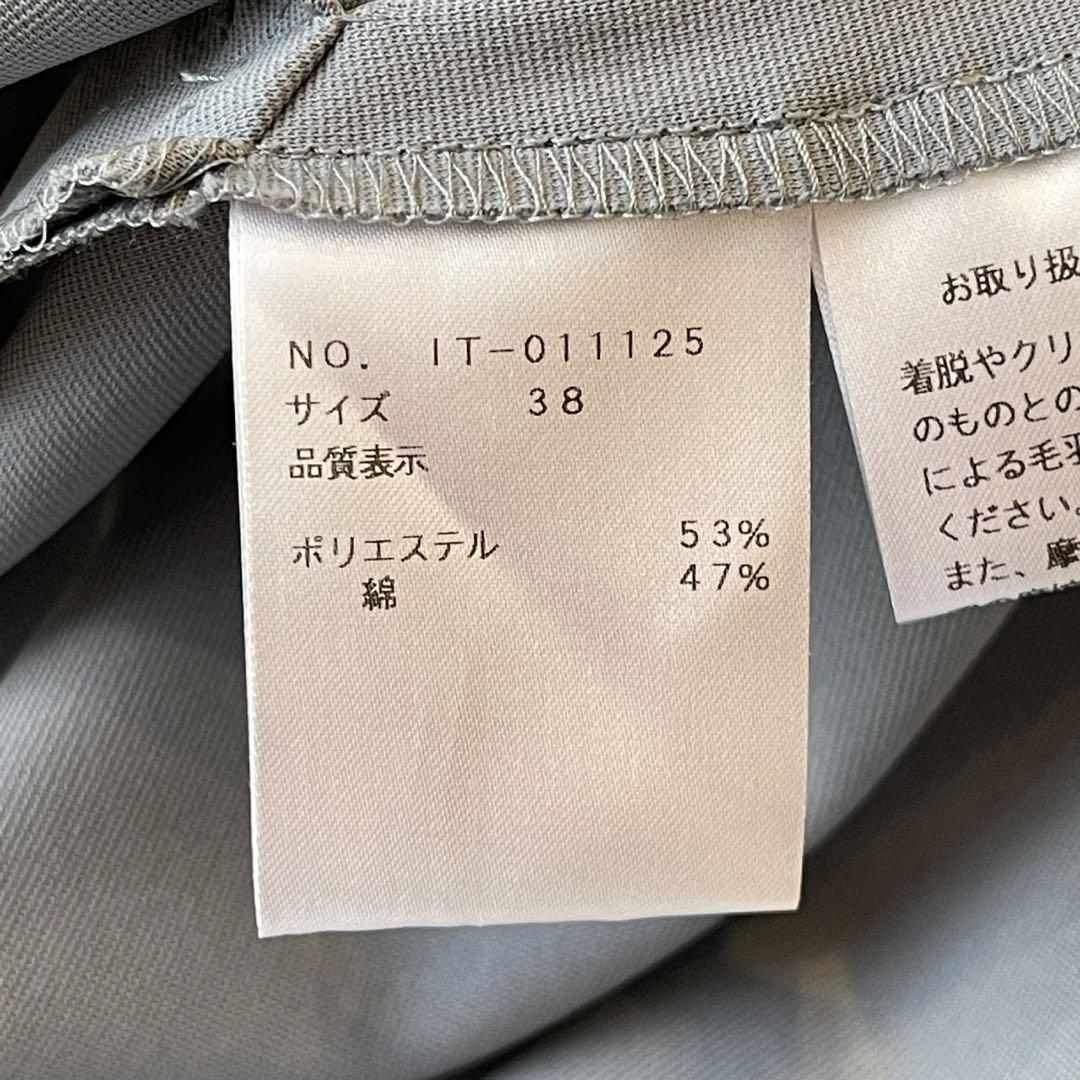 NO. IT-011125
サイズ 38
品質表示
ポリエステル 53%
綿 47%
お取り扱
着脱やクリ
のものとの
による毛羽
ください。
また、摩